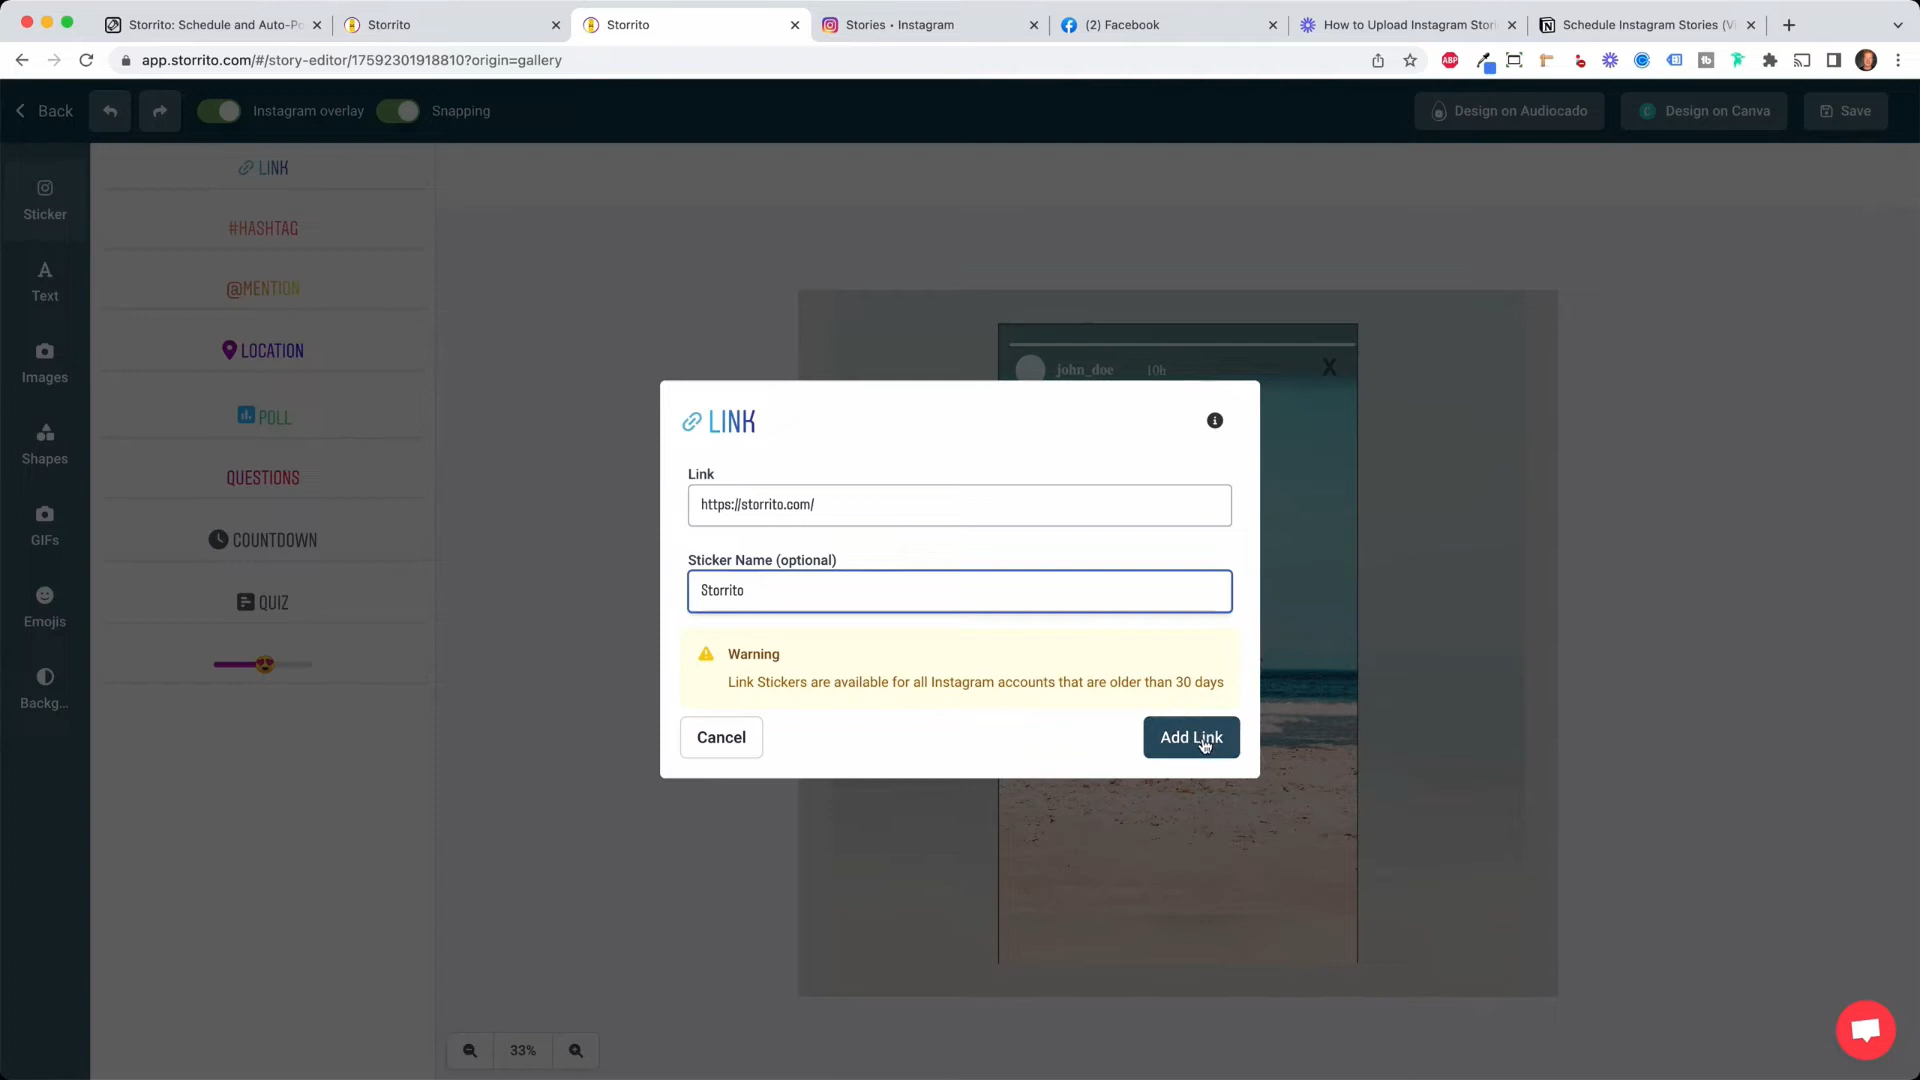 Storrito: Schedule and Auto-Po
Storrito
Storrito
Stories • Instagram
(2) Facebook
How to Upload Instagram Stori
Schedule Instagram Stories (Vi
app.storrito.com/#/story-editor/17592301918810?origin=gallery
ABP
tb
Back
Instagram overlay
Snapping
Design on Audiocado
C
Design on Canva
Save
Sticker
Text
Images
Shapes
GIFs
Emojis
Backg...
LINK
#HASHTAG
@MENTION
LOCATION
POLL
QUESTIONS
COUNTDOWN
QUIZ
john_doe
10h
X
LINK
Link
https://storrito.com/
Sticker Name (optional)
Storrito
Warning
Link Stickers are available for all Instagram accounts that are older than 30 days
Cancel
Add Link
33%